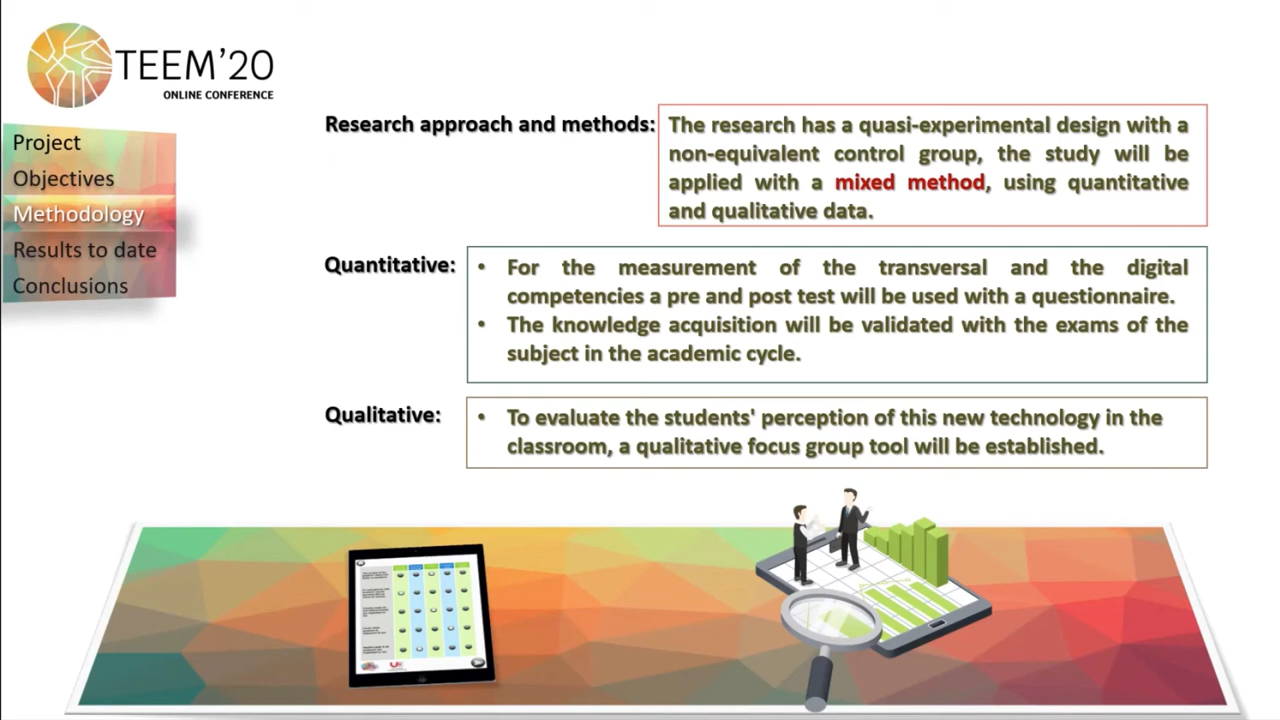 TEEM'20
ONLINE CONFERENCE
Project
Objectives
Methodology
Results to date
Conclusions
Research approach and methods:
The research has a quasi-experimental design with a
non-equivalent control group, the study will be
applied with a mixed method, using quantitative
and qualitative data.
Quantitative:
• For the measurement of the transversal and the digital
competencies a pre and post test will be used with a questionnaire.
• The knowledge acquisition will be validated with the exams of the
subject in the academic cycle.
Qualitative:
• To evaluate the students' perception of this new technology in the
classroom, a qualitative focus group tool will be established.